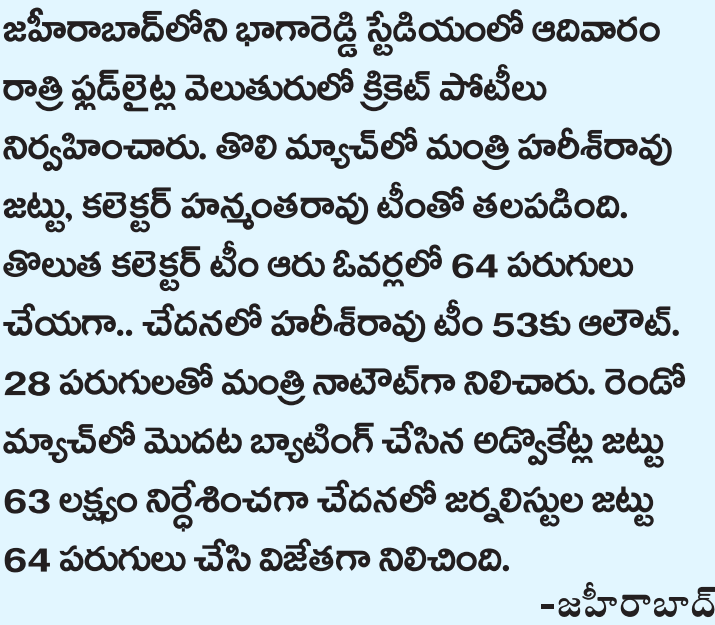 జహీరాబాద్‌లోని భాగారెడ్డి స్టేడియంలో ఆదివారం
రాత్రి ఫ్లడ్‌లైట్ల వెలుతురులో క్రికెట్ పోటీలు
నిర్వహించారు. తొలి మ్యాచ్‌లో మంత్రి హరీశ్‌రావు
జట్టు, కలెక్టర్ హన్మంతరావు టీంతో తలపడింది.
తొలుత కలెక్టర్ టీం ఆరు ఓవర్లలో 64 పరుగులు
చేయగా.. చేదనలో హరీశ్‌రావు టీం 53కు ఆలౌట్.
28 పరుగులతో మంత్రి నాటౌట్‌గా నిలిచారు. రెండో
మ్యాచ్‌లో మొదట బ్యాటింగ్ చేసిన అడ్వొకేట్ల జట్టు
63 లక్ష్యం నిర్ధేశించగా చేదనలో జర్నలిస్టుల జట్టు
64 పరుగులు చేసి విజేతగా నిలిచింది.
-జహీరాబాద్